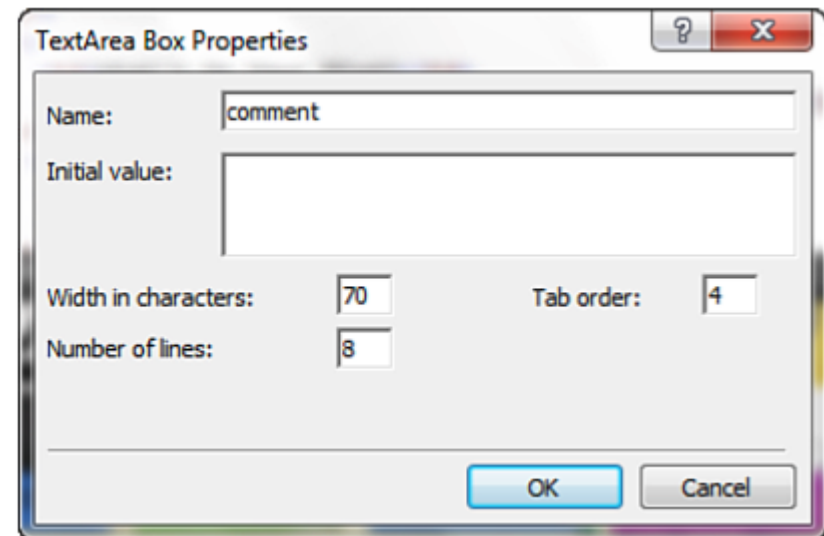 TextArea Box Properties
Name: comment
Initial value:
Width in characters: 70 Tab order: 4
Number of lines: 8
OK Cancel